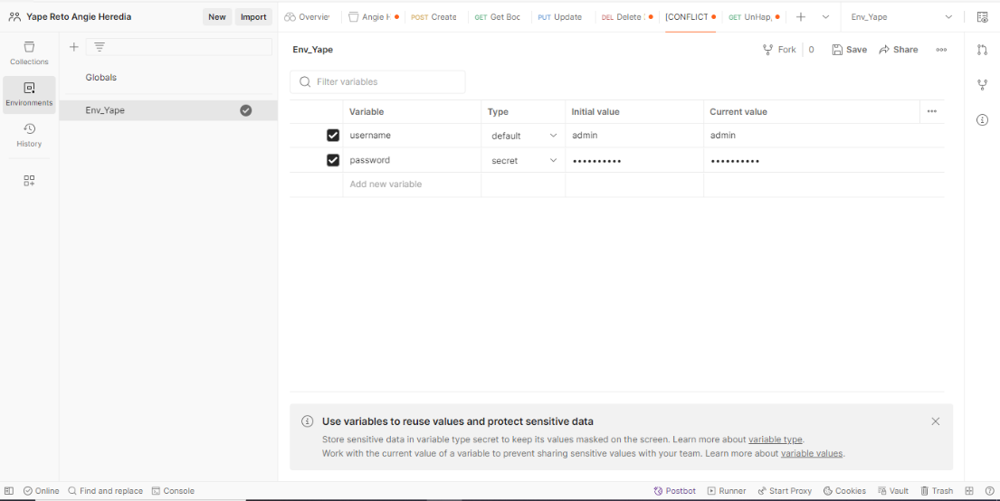 Yape Reto Angie Heredia
New
Import
Overview
Angie H
POST Create
GET Get Boo
PUT Update
DEL Delete
[CONFLICT
GET UnHap
Env_Yape
Collections
Environments
History
Globals
Env_Yape
Env_Yape
Fork 0
Save
Share
Filter variables
Variable Type Initial value Current value
username default admin admin
password secret •••••••••• ••••••••••
Add new variable
Use variables to reuse values and protect sensitive data
Store sensitive data in variable type secret to keep its values masked on the screen. Learn more about variable type.
Work with the current value of a variable to prevent sharing sensitive values with your team. Learn more about variable values.
Online Find and replace Console Postbot Runner Start Proxy Cookies Vault Trash